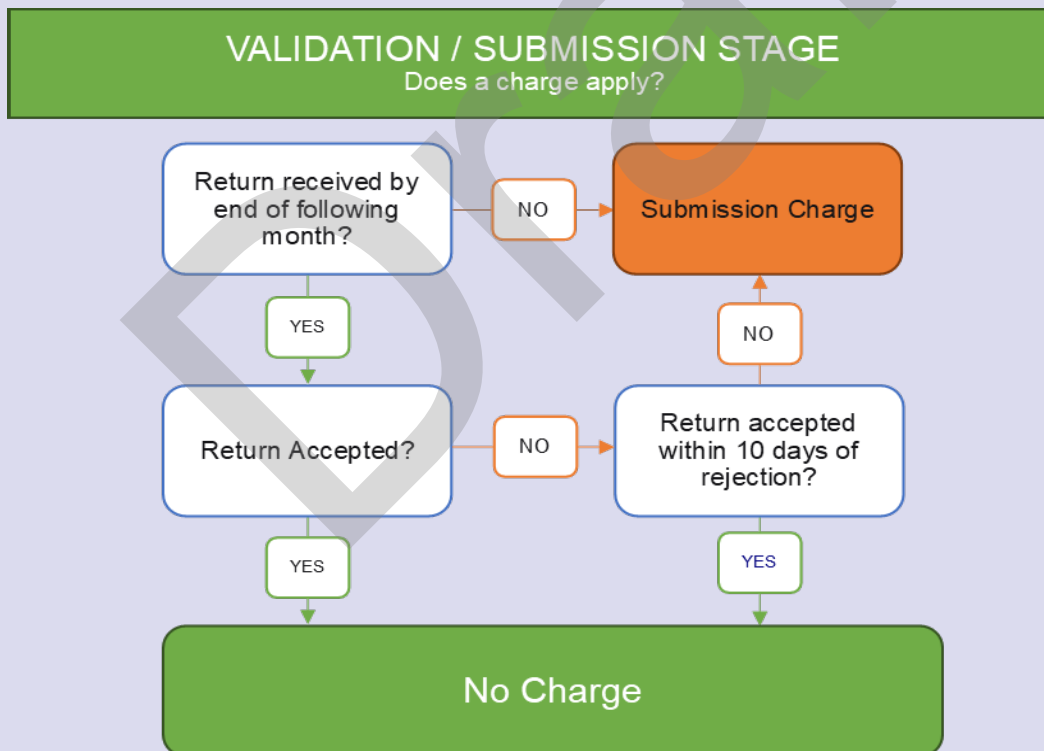 VALIDATION / SUBMISSION STAGE
Does a charge apply?
Return received by
end of following
month?
NO
Submission Charge
YES
NO
Return Accepted?
NO
Return accepted
within 10 days of
rejection?
YES
YES
No Charge